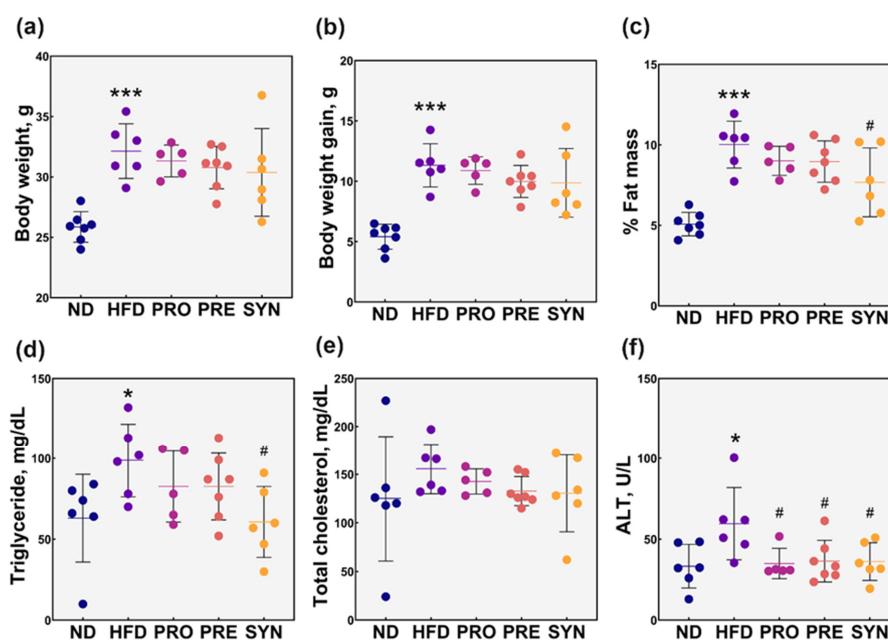 (a)
Body weight, g
40
35
30
25
20
***
ND HFD PRO PRE SYN
(b)
Body weight gain, g
20
15
10
5
0
***
ND HFD PRO PRE SYN
(c)
% Fat mass
15
10
5
0
***
#
ND HFD PRO PRE SYN
(d)
Triglyceride, mg/dL
150
100
50
0
*
#
ND HFD PRO PRE SYN
(e)
Total cholesterol, mg/dL
250
200
150
100
50
0
ND HFD PRO PRE SYN
(f)
ALT, U/L
150
100
50
0
*
# # #
ND HFD PRO PRE SYN